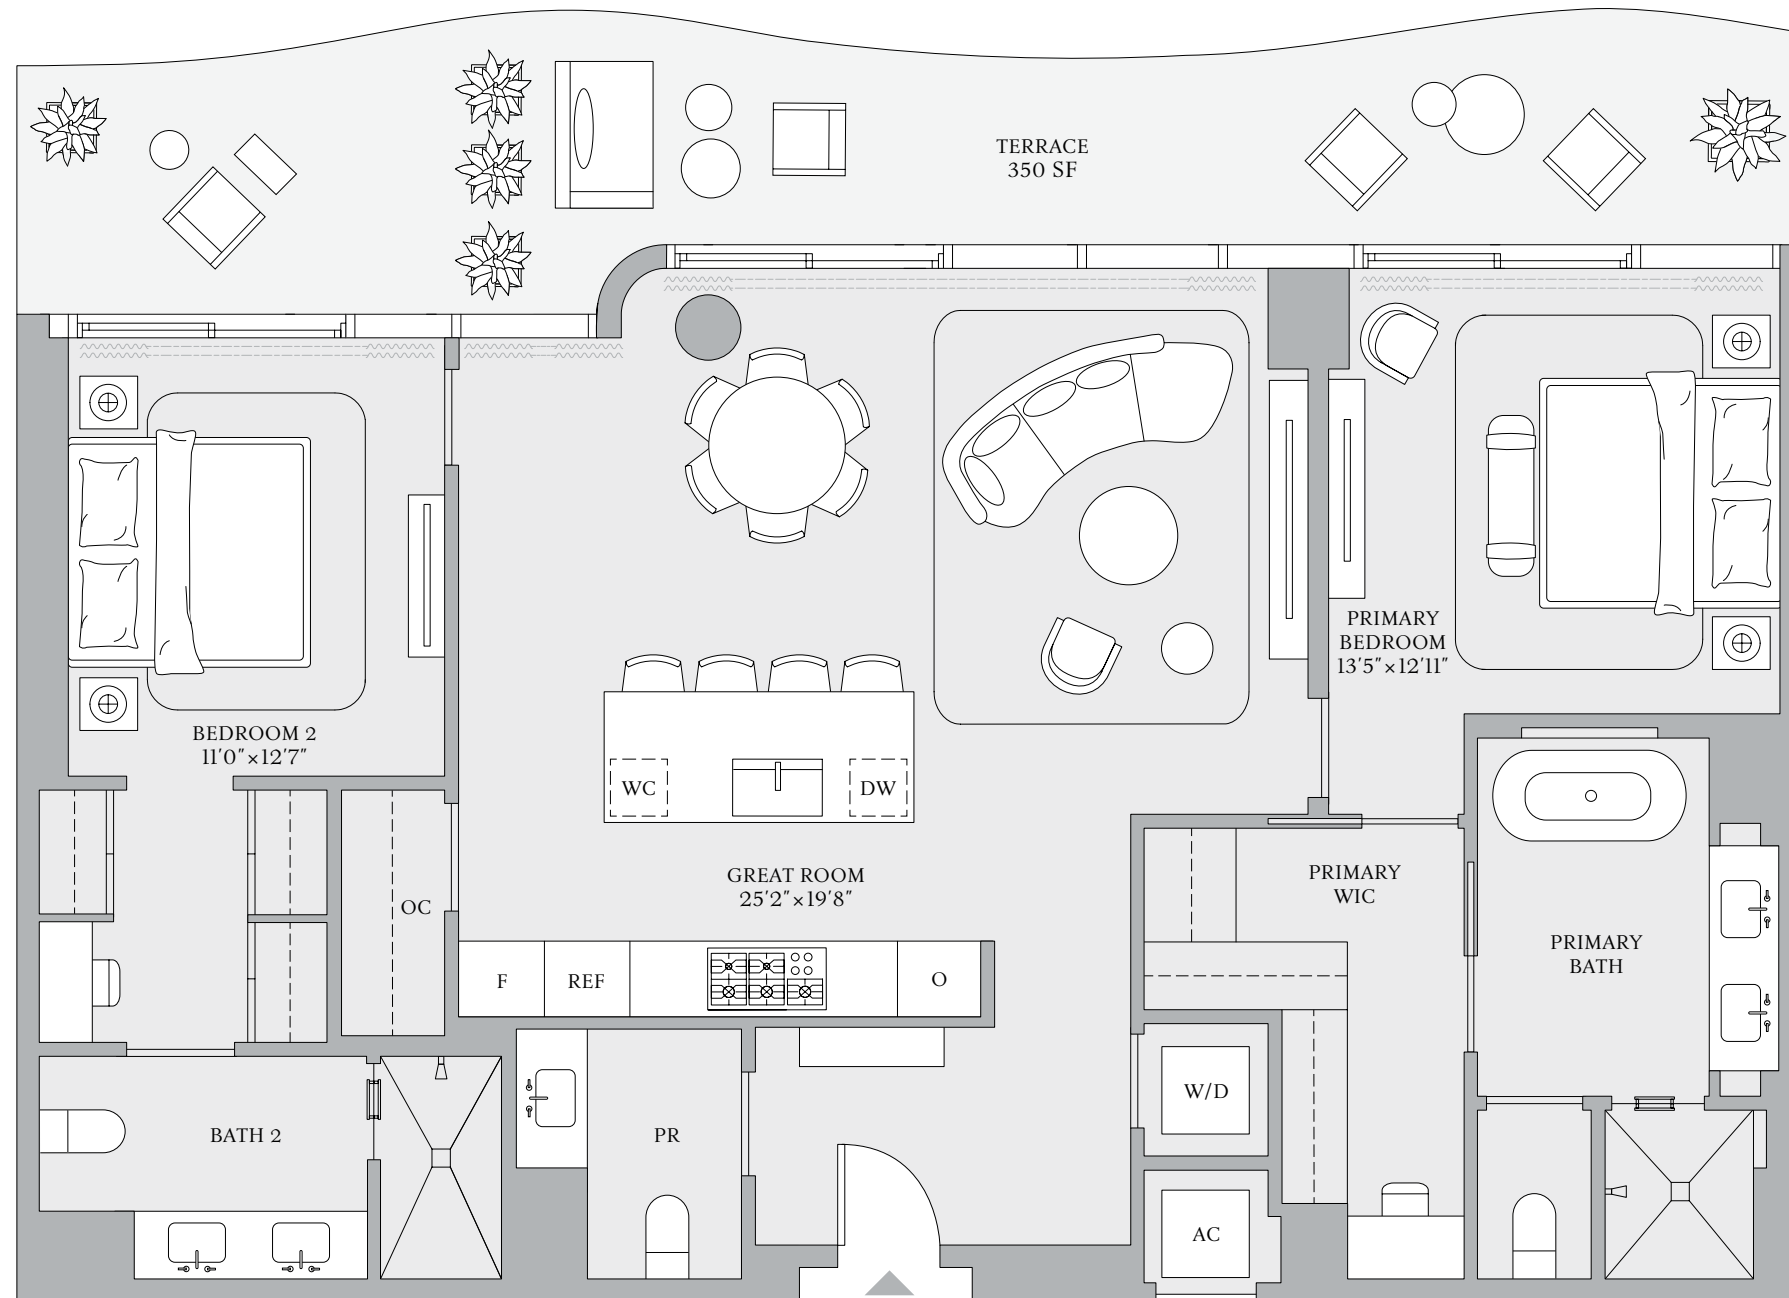 TERRACE
350 SF
PRIMARY
BEDROOM
13'5"×12'11"
BEDROOM 2
11'0"×12'7"
WC
DW
GREAT ROOM
25'2"×19'8"
PRIMARY
WIC
OC
PRIMARY
BATH
F
REF
O
W/D
BATH 2
PR
AC